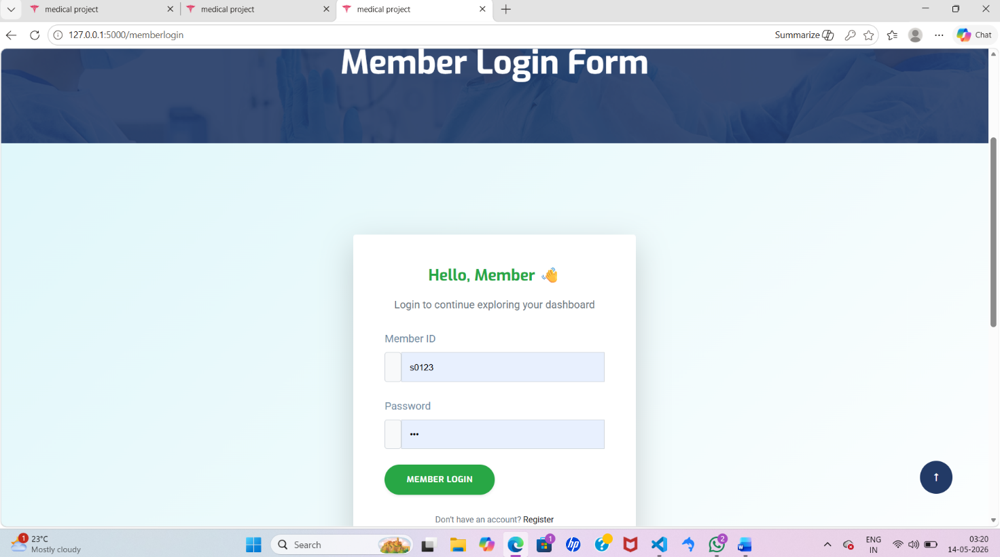 medical project
medical project
medical project
127.0.0.1:5000/memberlogin
Summarize
Chat
Member Login Form
Hello, Member 👋
Login to continue exploring your dashboard
Member ID
s0123
Password
•••
MEMBER LOGIN
Don't have an account? Register
↑
1
23°C
Mostly cloudy
Search
1
hp
?
2
W
ENG
IN
03:20
14-05-2026